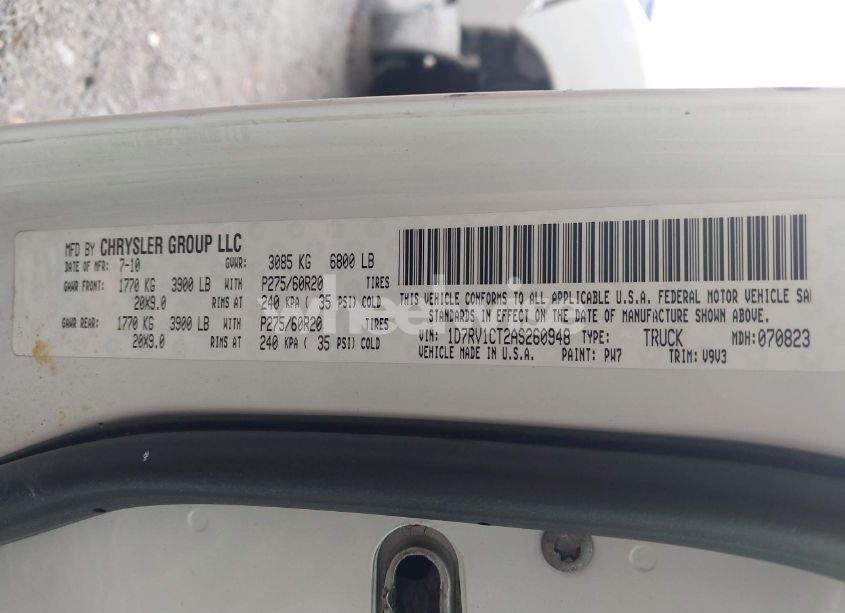 MFD BY CHRYSLER GROUP LLC
DATE OF MFR: 7-10 GVWR: 3085 KG 6800 LB
GAWR FRONT: 1770 KG 3900 LB WITH P275/60R20 TIRES
20X9.0 RIMS AT 240 KPA ( 35 PSI) COLD
GAWR REAR: 1770 KG 3900 LB WITH P275/60R20 TIRES
20X9.0 RIMS AT 240 KPA ( 35 PSI) COLD
THIS VEHICLE CONFORMS TO ALL APPLICABLE U.S.A. FEDERAL MOTOR VEHICLE SA
STANDARDS IN EFFECT ON THE DATE OF MANUFACTURE SHOWN ABOVE.
VIN: 1D7RV1CT2AS260948 TYPE: TRUCK MDH: 070823
VEHICLE MADE IN U.S.A. PAINT: PW7 TRIM: V9V3